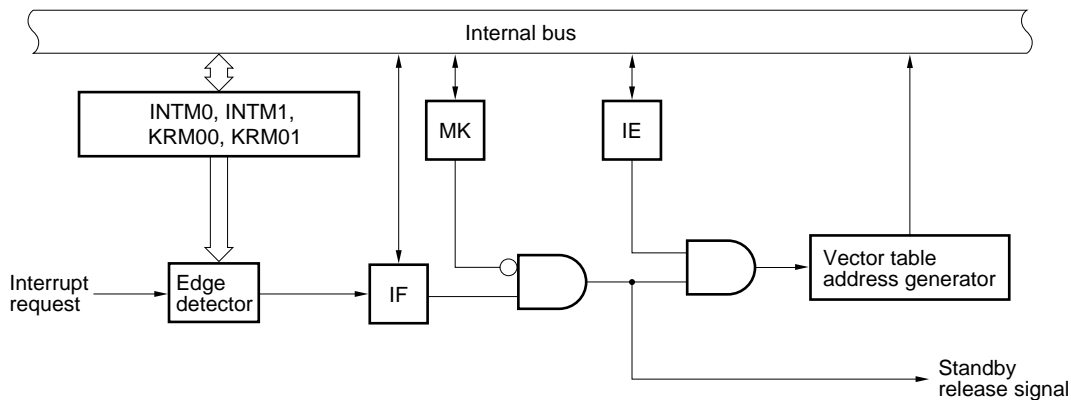 Internal bus
INTM0, INTM1,
KRM00, KRM01
MK
IE
Interrupt
request
Edge
detector
IF
Vector table
address generator
Standby
release signal